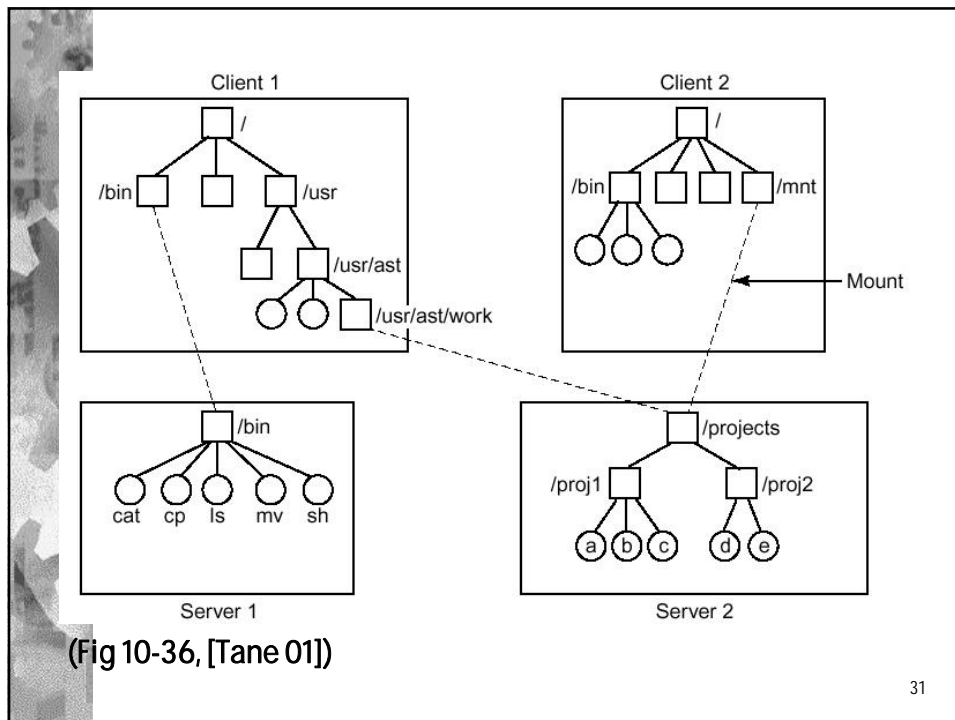 Client 1
Client 2
/
/
/bin
/usr
/bin
/mnt
/usr/ast
Mount
/usr/ast/work
/bin
/projects
/proj1
/proj2
cat cp ls mv sh
a b c d e
Server 1
Server 2
(Fig 10-36, [Tane 01])
31